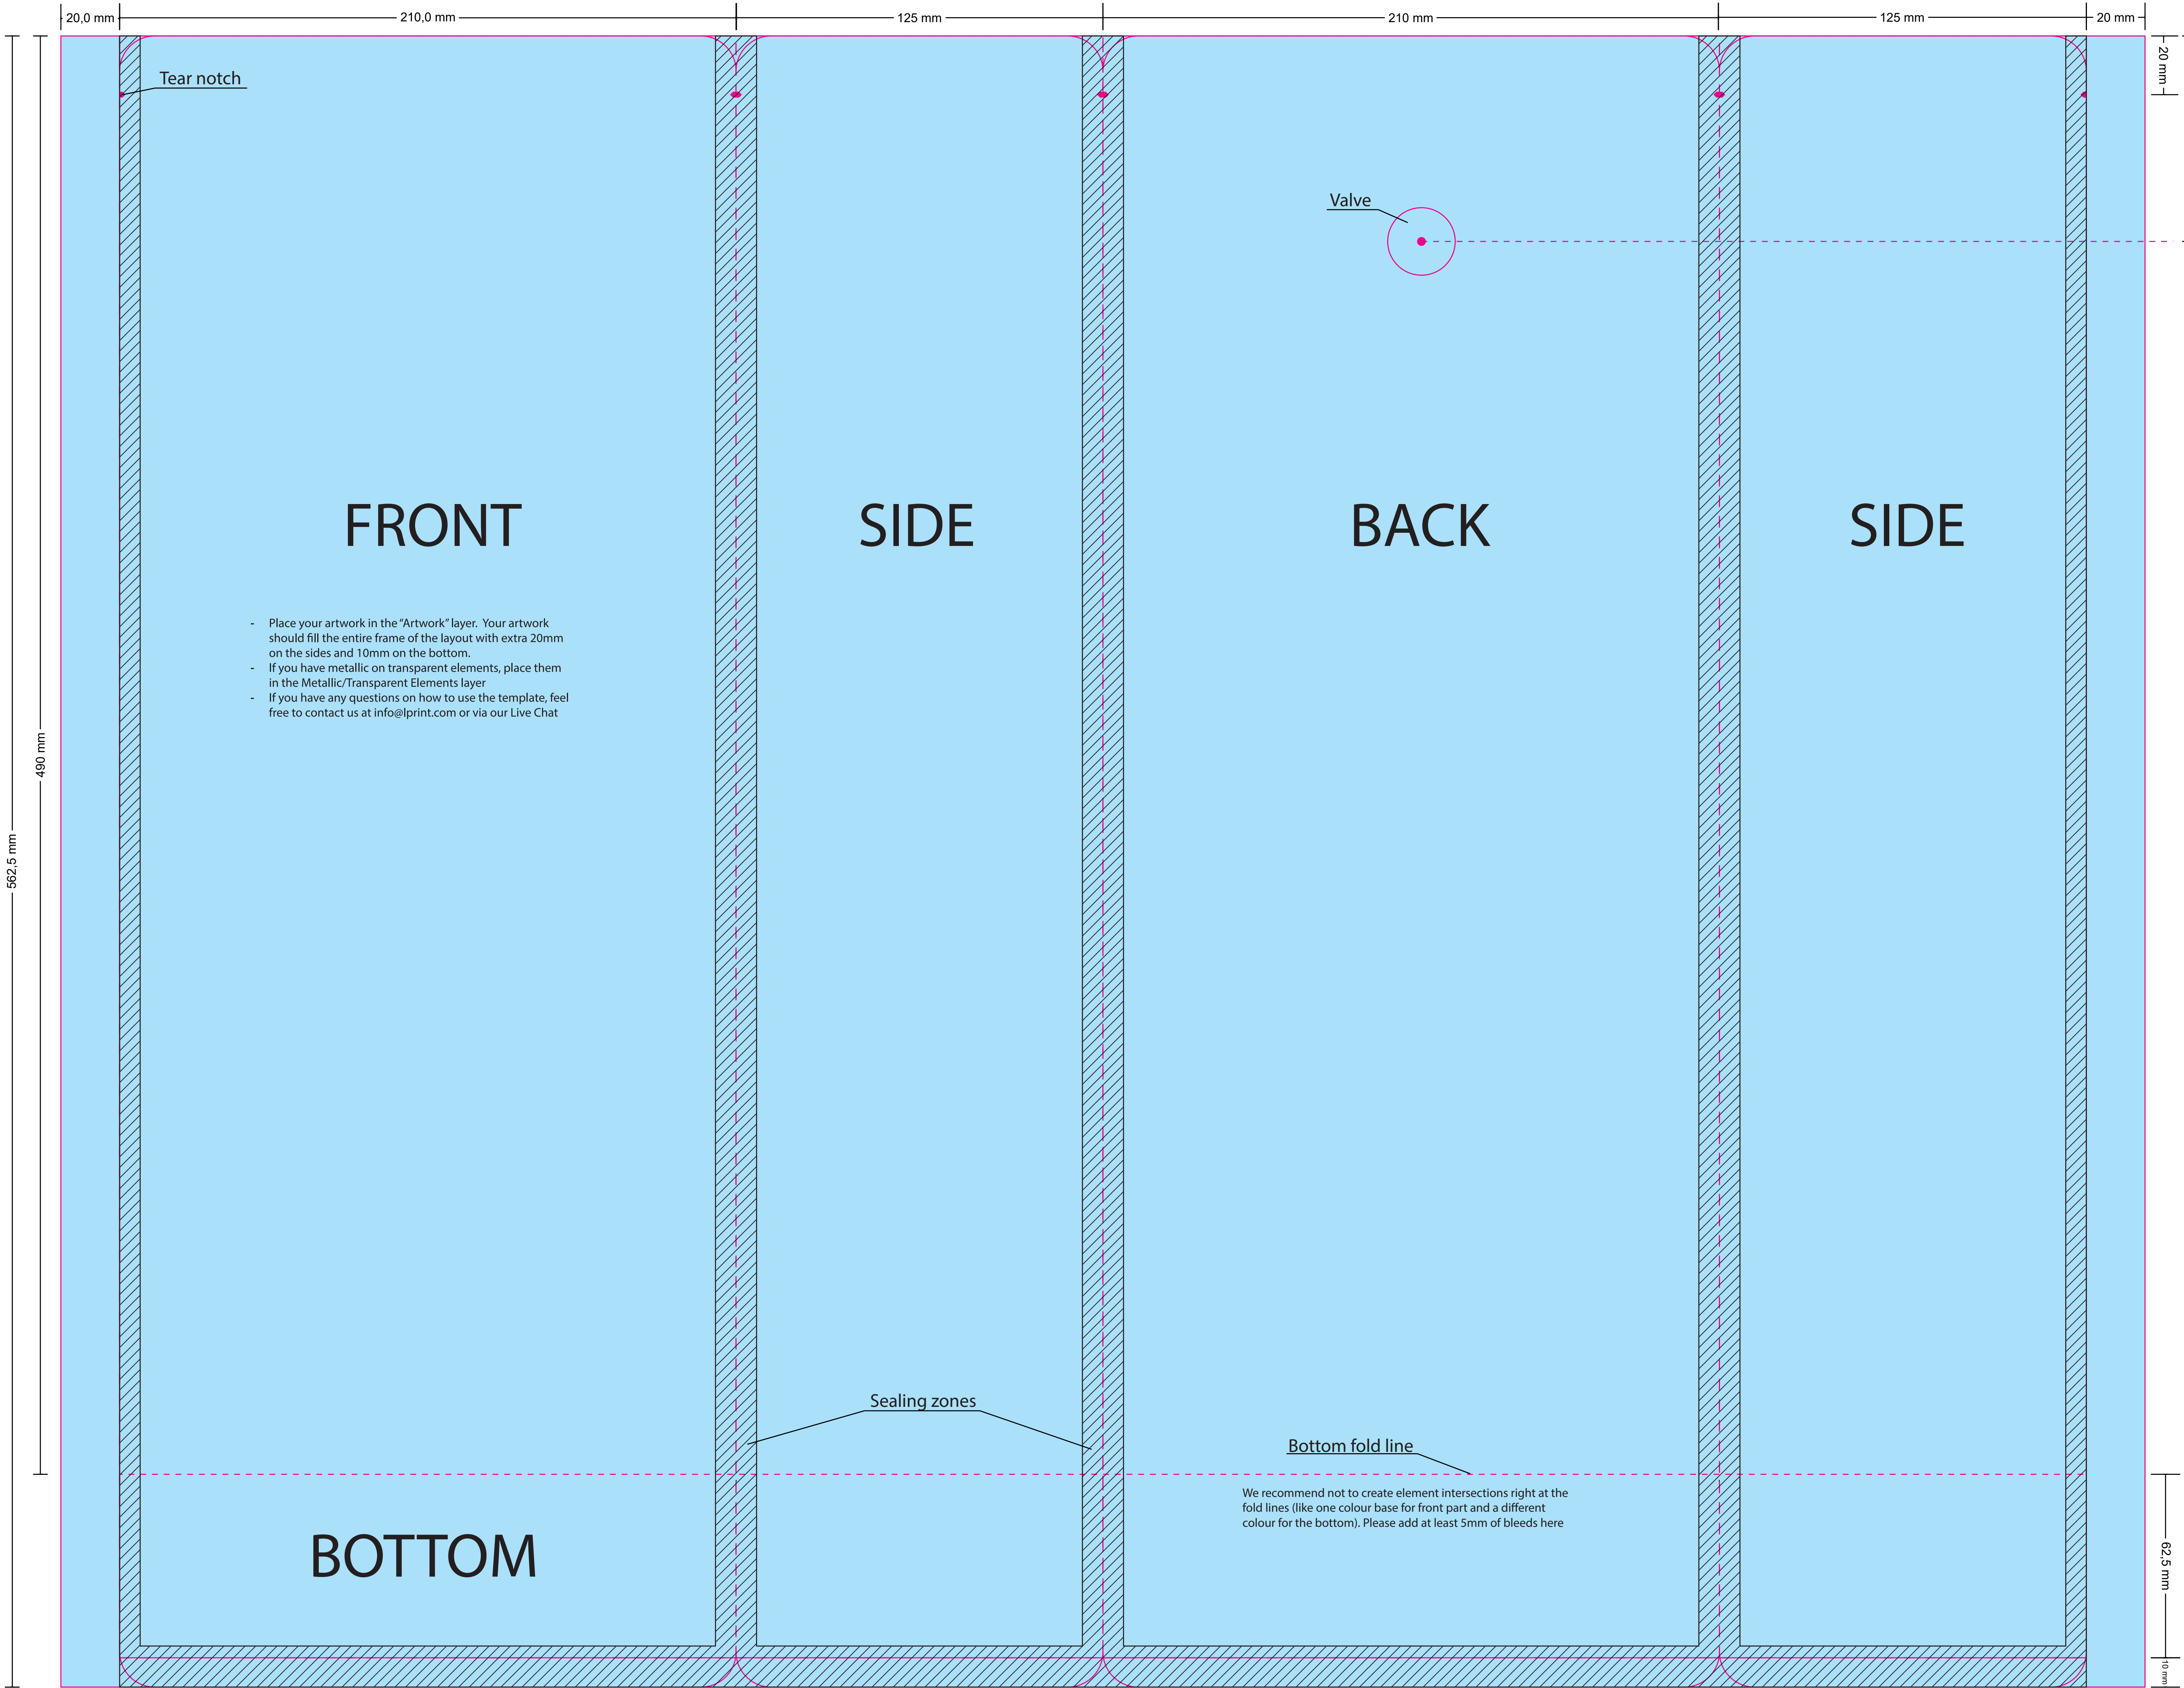 20,0 mm
210,0 mm
125 mm
210 mm
125 mm
20 mm
20 mm
Tear notch
Valve
FRONT
SIDE
BACK
SIDE
- Place your artwork in the “Artwork” layer. Your artwork
should fill the entire frame of the layout with extra 20mm
on the sides and 10mm on the bottom.
- If you have metallic on transparent elements, place them
in the Metallic/Transparent Elements layer
- If you have any questions on how to use the template, feel
free to contact us at info@lprint.com or via our Live Chat
490 mm
562,5 mm
Sealing zones
Bottom fold line
We recommend not to create element intersections right at the
fold lines (like one colour base for front part and a different
colour for the bottom). Please add at least 5mm of bleeds here
BOTTOM
62,5 mm
10 mm